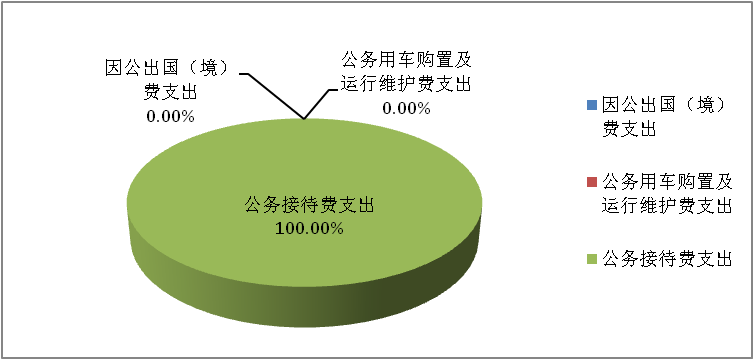 因公出国（境）
费支出
0.00%
公务用车购置及
运行维护费支出
0.00%
公务接待费支出
100.00%
因公出国（境）
费支出
公务用车购置及
运行维护费支出
公务接待费支出